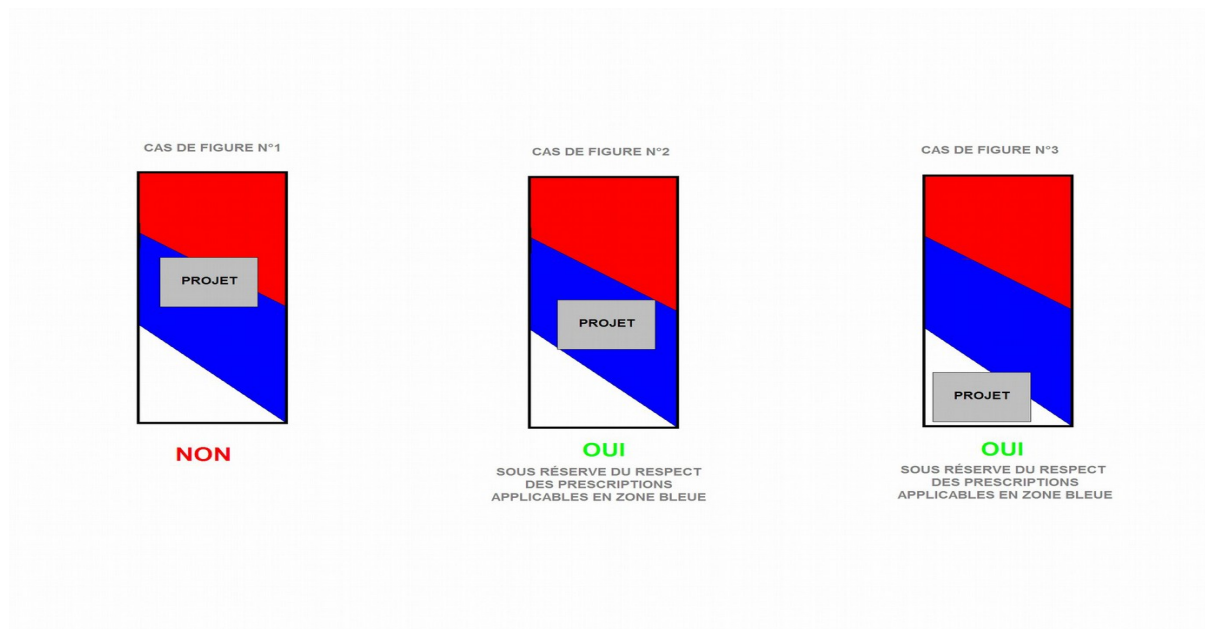 CAS DE FIGURE N°1
PROJET
NON
CAS DE FIGURE N°2
PROJET
OUI
SOUS RÉSERVE DU RESPECT
DES PRESCRIPTIONS
APPLICABLES EN ZONE BLEUE
CAS DE FIGURE N°3
PROJET
OUI
SOUS RÉSERVE DU RESPECT
DES PRESCRIPTIONS
APPLICABLES EN ZONE BLEUE